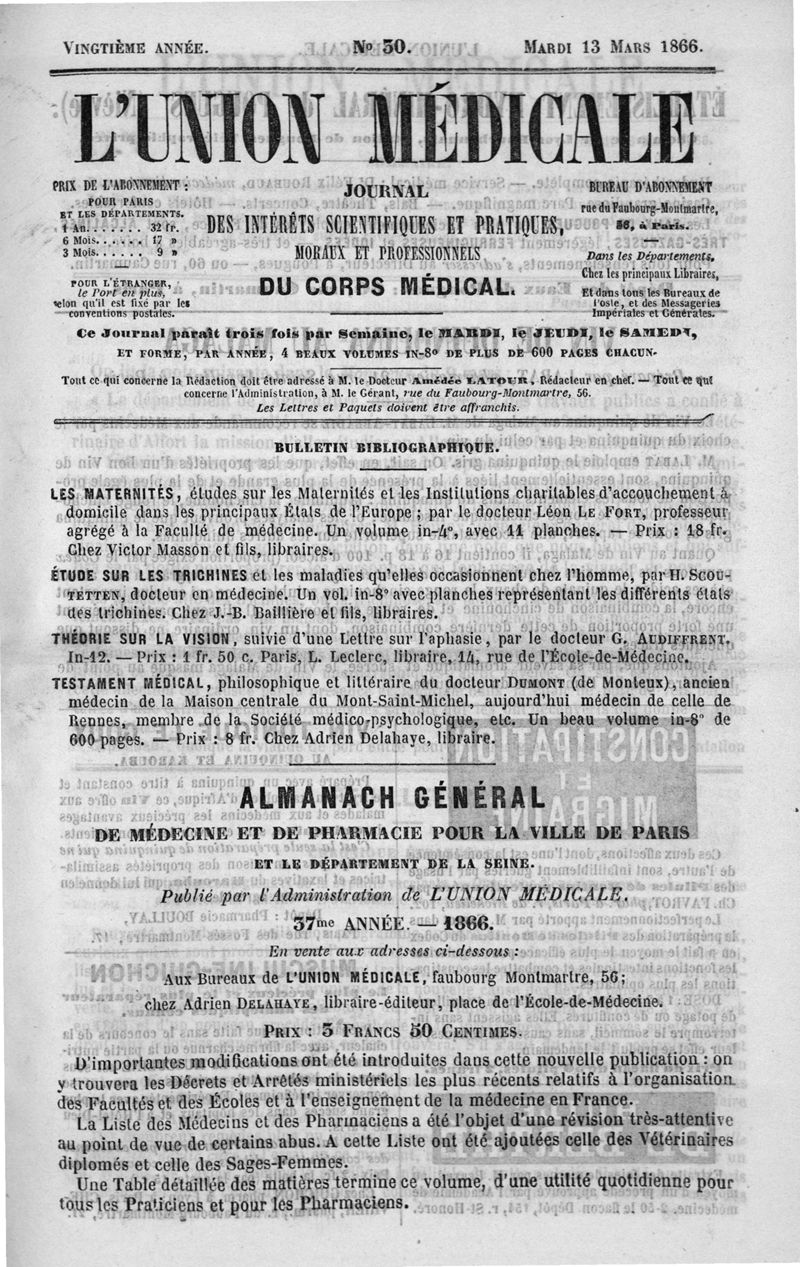 VINGTIÈME ANNÉE. No 30. MARDI 13 MARS 1866.
L'UNION MÉDICALE
PRIX DE L'ABONNEMENT :
POUR PARIS
ET LES DÉPARTEMENTS.
1 An....... 32 fr.
6 Mois...... 17 »
3 Mois...... 9 »
POUR L'ÉTRANGER,
le Port en plus,
selon qu'il est fixé par les
conventions postales.
JOURNAL
DES INTÉRÊTS SCIENTIFIQUES ET PRATIQUES,
MORAUX ET PROFESSIONNELS
DU CORPS MÉDICAL.
BUREAU D'ABONNEMENT
rue du Faubourg-Montmartre,
56, à Paris.
Dans les Départements,
Chez les principaux Libraires,
Et dans tous les Bureaux de
Poste, et des Messageries
Impériales et Générales.
Ce Journal paraît trois fois par Semaine, le MARDI, le JEUDI, le SAMEDI,
ET FORME, PAR ANNÉE, 4 BEAUX VOLUMES IN-8o DE PLUS DE 600 PAGES CHACUN.
Tout ce qui concerne la Rédaction doit être adressé à M. le Docteur Amédée LATOUR, Rédacteur en chef. — Tout ce qui
concerne l'Administration, à M. le Gérant, rue du Faubourg-Montmartre, 56.
Les Lettres et Paquets doivent être affranchis.
BULLETIN BIBLIOGRAPHIQUE.
LES MATERNITÉS, études sur les Maternités et les Institutions charitables d'accouchement à
domicile dans les principaux États de l'Europe ; par le docteur Léon LE FORT, professeur
agrégé à la Faculté de médecine. Un volume in-4°, avec 11 planches. — Prix : 18 fr.
Chez Victor Masson et fils, libraires.
ÉTUDE SUR LES TRICHINES et les maladies qu'elles occasionnent chez l'homme, par H. SCOU-
TETTEN, docteur en médecine. Un vol. in-8° avec planches représentant les différents états
des trichines. Chez J.-B. Baillière et fils, libraires.
THÉORIE SUR LA VISION, suivie d'une Lettre sur l'aphasie, par le docteur G. AUDIFFRENT.
In-12. — Prix : 1 fr. 50 c. Paris, L. Leclerc, libraire, 14, rue de l'École-de-Médecine.
TESTAMENT MÉDICAL, philosophique et littéraire du docteur DUMONT (de Monteux), ancien
médecin de la Maison centrale du Mont-Saint-Michel, aujourd'hui médecin de celle de
Rennes, membre de la Société médico-psychologique, etc. Un beau volume in-8° de
600 pages. — Prix : 8 fr. Chez Adrien Delahaye, libraire.
ALMANACH GÉNÉRAL
DE MÉDECINE ET DE PHARMACIE POUR LA VILLE DE PARIS
ET LE DÉPARTEMENT DE LA SEINE.
Publié par l'Administration de L'UNION MÉDICALE.
37me ANNÉE. — 1866.
En vente aux adresses ci-dessous :
Aux Bureaux de L'UNION MÉDICALE, faubourg Montmartre, 56 ;
chez Adrien DELAHAYE, libraire-éditeur, place de l'École-de-Médecine.
PRIX : 3 FRANCS 50 CENTIMES.
D'importantes modifications ont été introduites dans cette nouvelle publication : on
y trouvera les Décrets et Arrêtés ministériels les plus récents relatifs à l'organisation
des Facultés et des Écoles et à l'enseignement de la médecine en France.
La Liste des Médecins et des Pharmaciens a été l'objet d'une révision très-attentive
au point de vue de certains abus. A cette Liste ont été ajoutées celle des Vétérinaires
diplomés et celle des Sages-Femmes.
Une Table détaillée des matières termine ce volume, d'une utilité quotidienne pour
tous les Praticiens et pour les Pharmaciens.